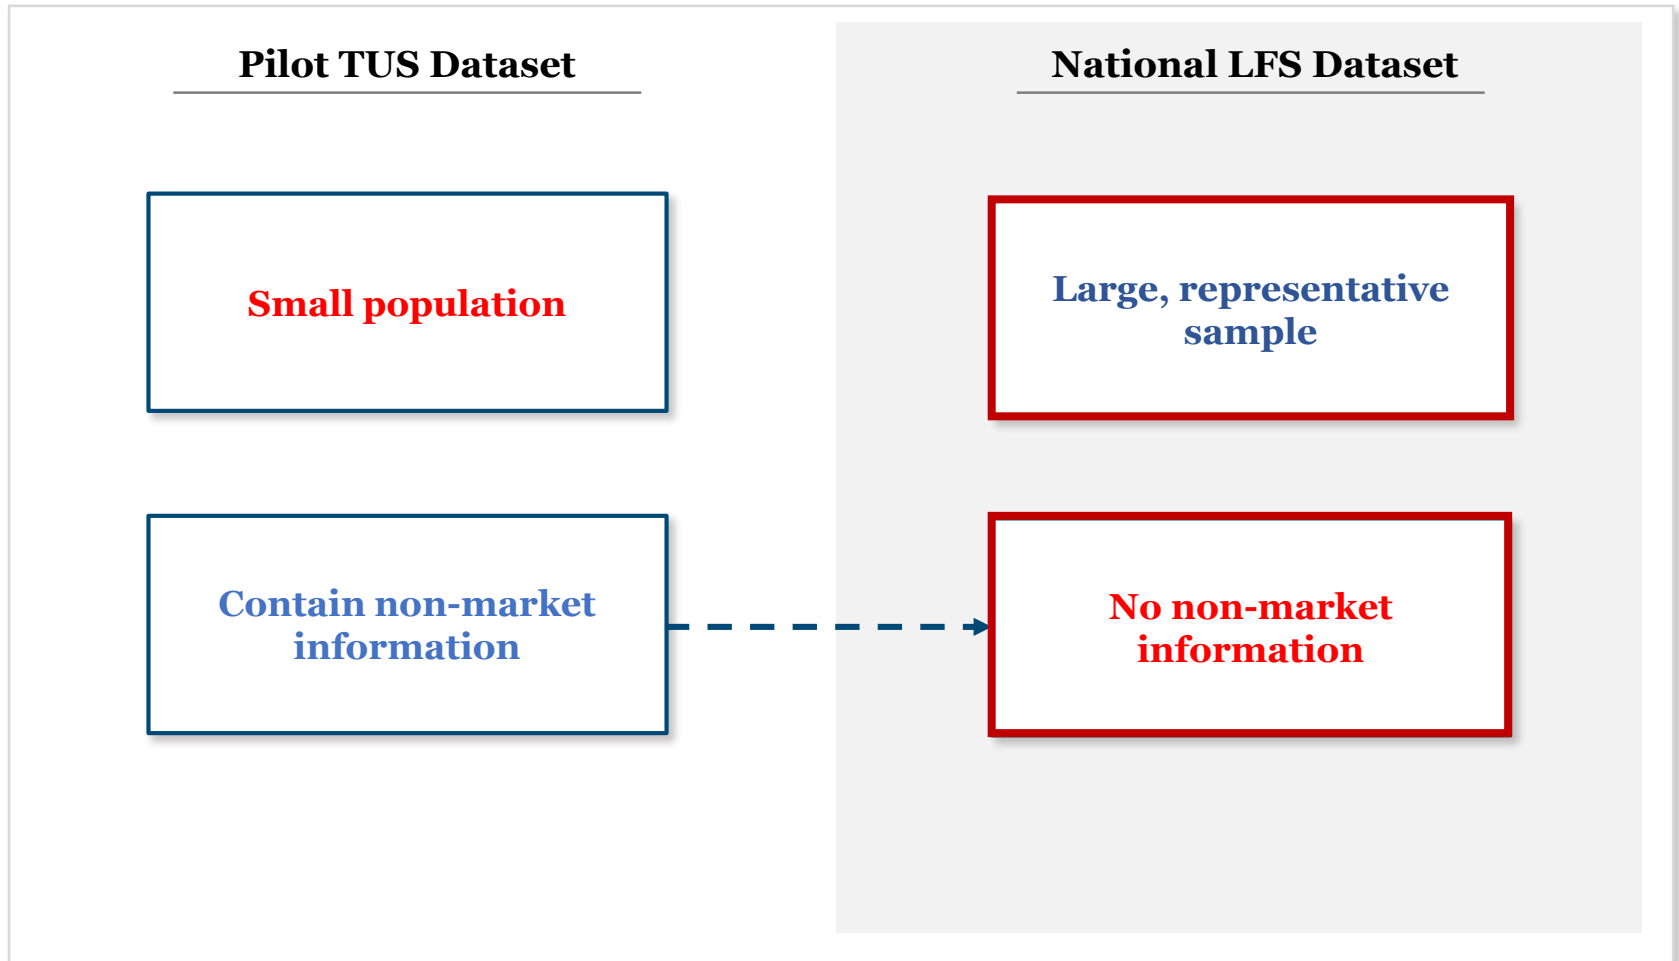 Pilot TUS Dataset
Small population
Contain non-market
information
National LFS Dataset
Large, representative
sample
No non-market
information